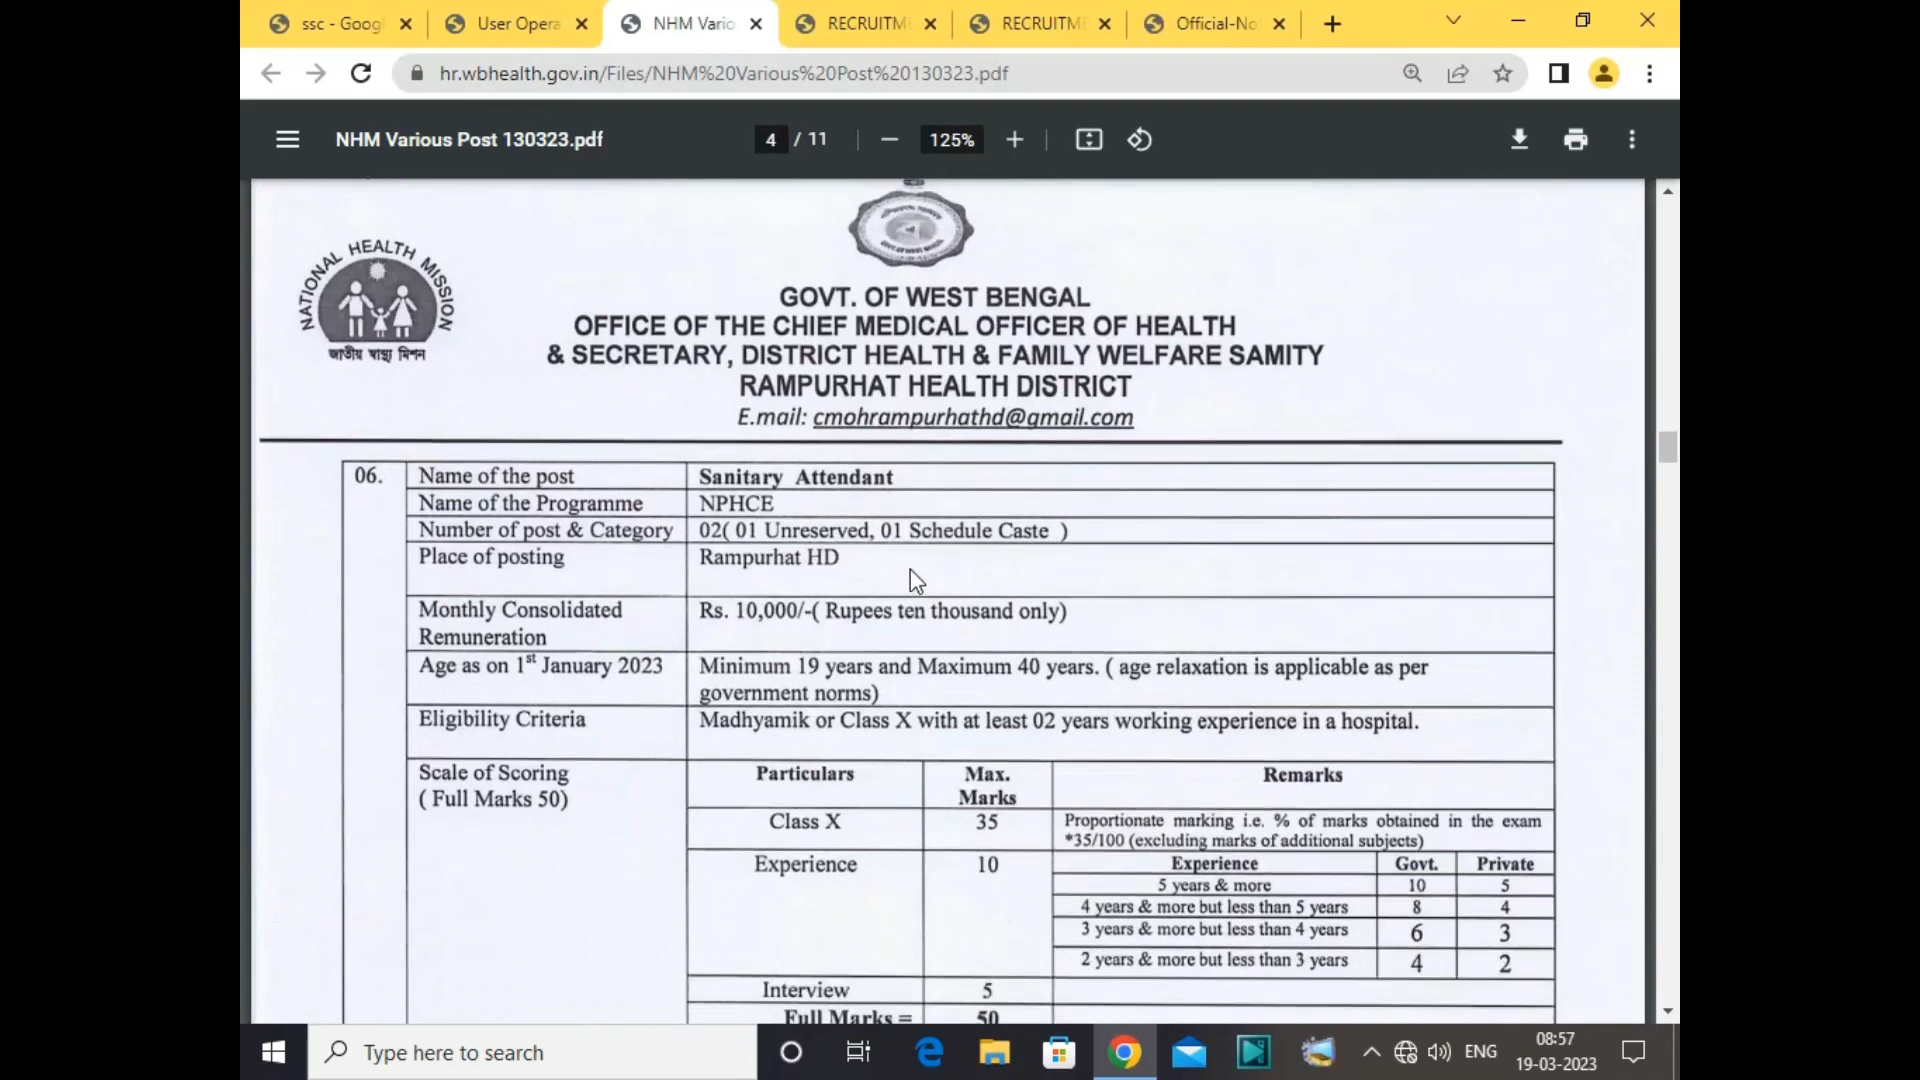 ssc - Goog
User Opera
NHM Vario
RECRUITM
RECRUITM
Official-No
hr.wbhealth.gov.in/Files/NHM%20Various%20Post%20130323.pdf
NHM Various Post 130323.pdf
4 / 11
125%
NATIONAL HEALTH MISSION
জাতীয় স্বাস্থ্য মিশন
GOVT. OF WEST BENGAL
OFFICE OF THE CHIEF MEDICAL OFFICER OF HEALTH
& SECRETARY, DISTRICT HEALTH & FAMILY WELFARE SAMITY
RAMPURHAT HEALTH DISTRICT
E.mail: cmohrampurhathd@gmail.com
06. Name of the post Sanitary Attendant
Name of the Programme NPHCE
Number of post & Category 02( 01 Unreserved, 01 Schedule Caste )
Place of posting Rampurhat HD
Monthly Consolidated Rs. 10,000/-( Rupees ten thousand only)
Remuneration
Age as on 1st January 2023 Minimum 19 years and Maximum 40 years. ( age relaxation is applicable as per
government norms)
Eligibility Criteria Madhyamik or Class X with at least 02 years working experience in a hospital.
Scale of Scoring Particulars Max. Remarks
( Full Marks 50) Marks
Class X 35 Proportionate marking i.e. % of marks obtained in the exam
*35/100 (excluding marks of additional subjects)
Experience 10 Experience Govt. Private
5 years & more 10 5
4 years & more but less than 5 years 8 4
3 years & more but less than 4 years 6 3
2 years & more but less than 3 years 4 2
Interview 5
Full Marks = 50
Type here to search
ENG
08:57
19-03-2023